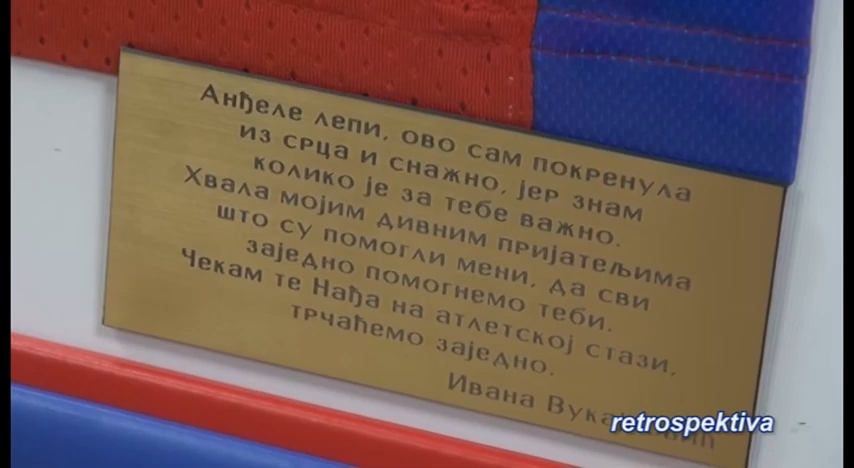 Анђеле лепи, ово сам покренула
из срца и снажно, јер знам
колико је за тебе важно.
Хвала мојим дивним пријатељима
што су помогли мени, да сви
заједно помогнемо теби.
Чекам те Нађа на атлетској стази,
трчаћемо заједно.
Ивана
retrospektiva